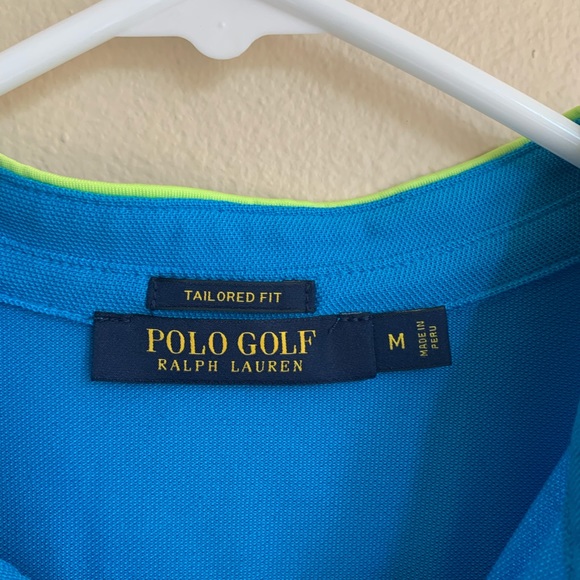 TAILORED FIT
POLO GOLF
RALPH LAUREN
M
MADE IN
PERU